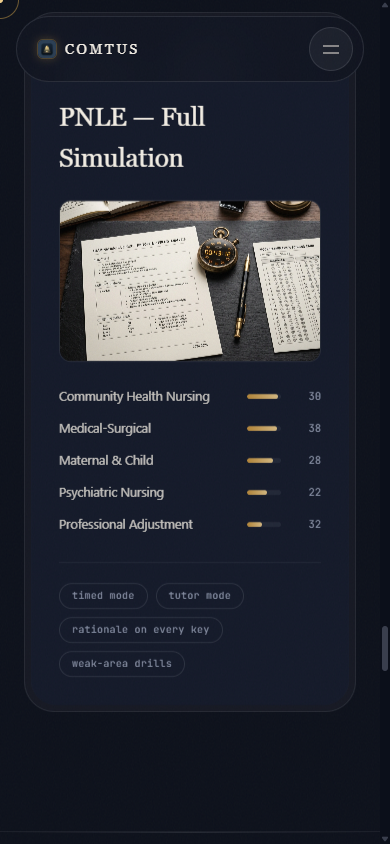 COMTUS
PNLE — Full
Simulation
Community Health Nursing 30
Medical-Surgical 38
Maternal & Child 28
Psychiatric Nursing 22
Professional Adjustment 32
timed mode
tutor mode
rationale on every key
weak-area drills